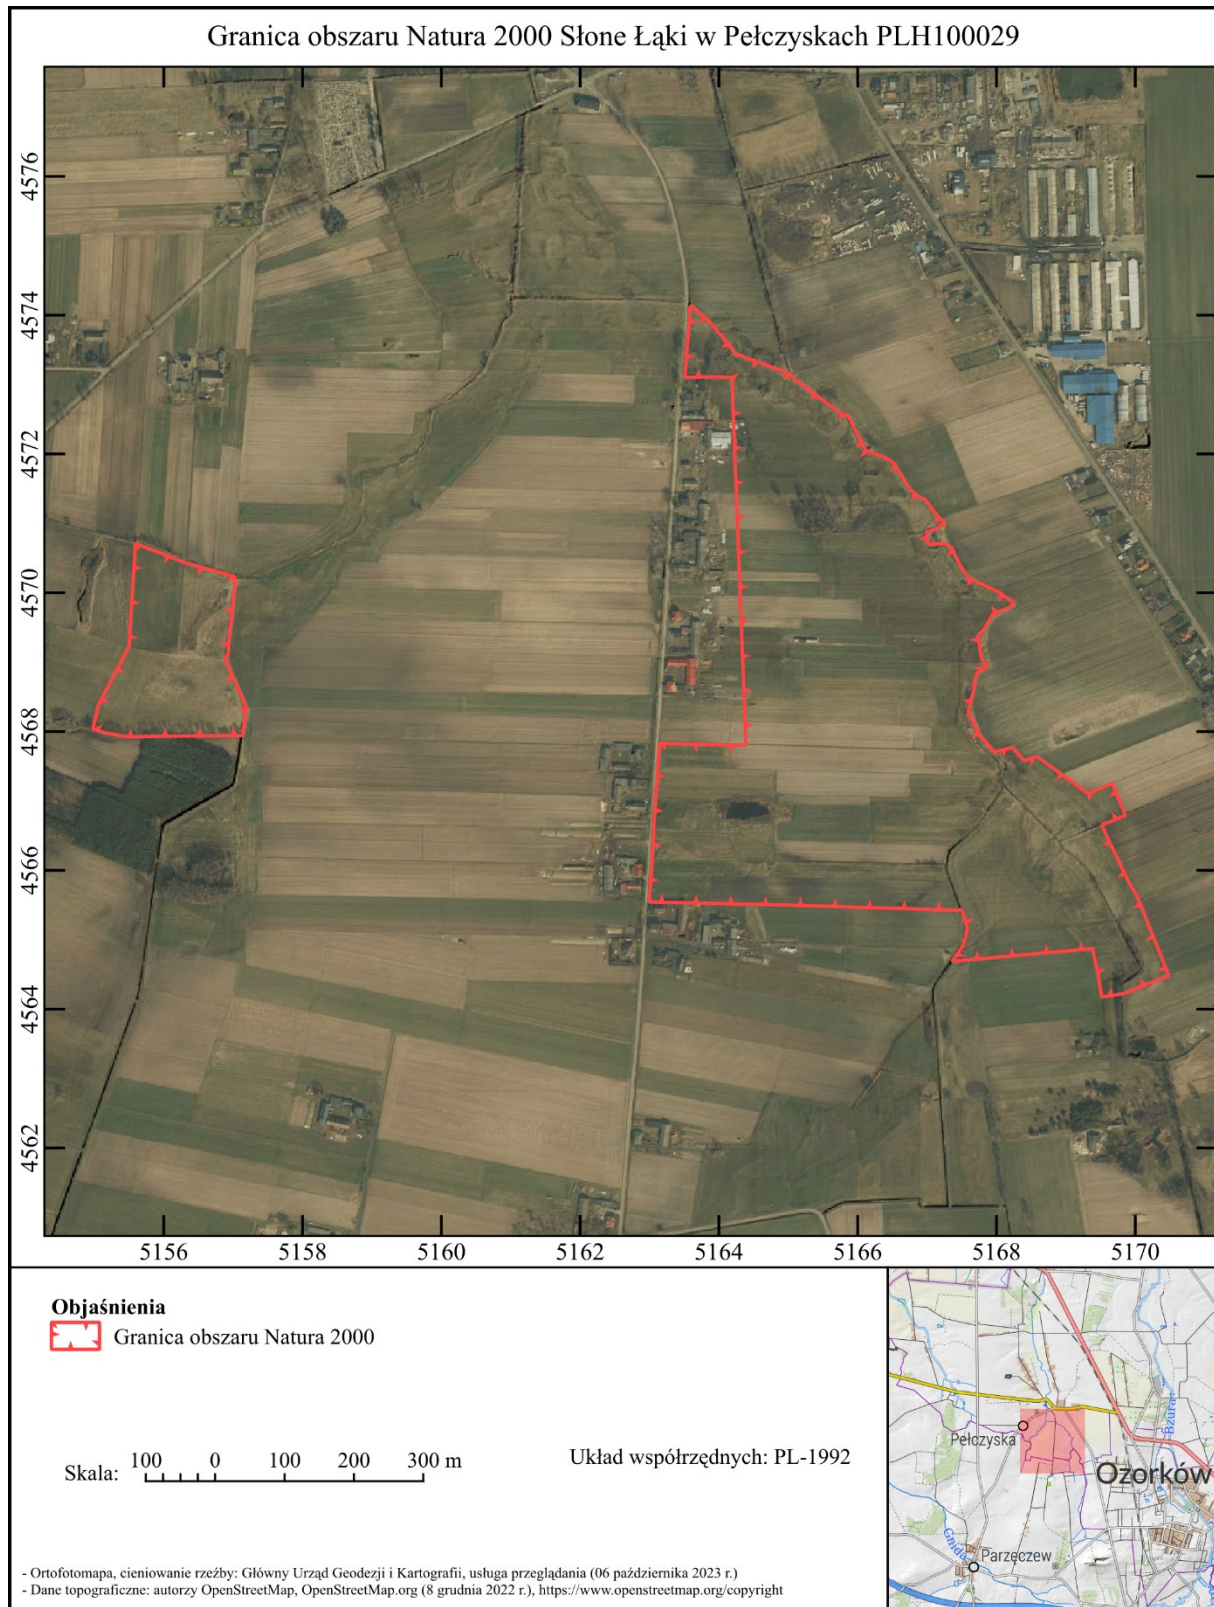 Granica obszaru Natura 2000 Słone Łąki w Pełczyskach PLH100029
4576
4574
4572
4570
4568
4566
4564
4562
5156 5158 5160 5162 5164 5166 5168 5170
Objaśnienia
Granica obszaru Natura 2000
Skala: 100 0 100 200 300 m
Układ współrzędnych: PL-1992
- Ortofotomapa, cieniowanie rzeźby: Główny Urząd Geodezji i Kartografii, usługa przeglądania (06 października 2023 r.)
- Dane topograficzne: autorzy OpenStreetMap, OpenStreetMap.org (8 grudnia 2022 r.), https://www.openstreetmap.org/copyright
Bzura
Pełczyska
Ozorków
Gnida
Parzęczew